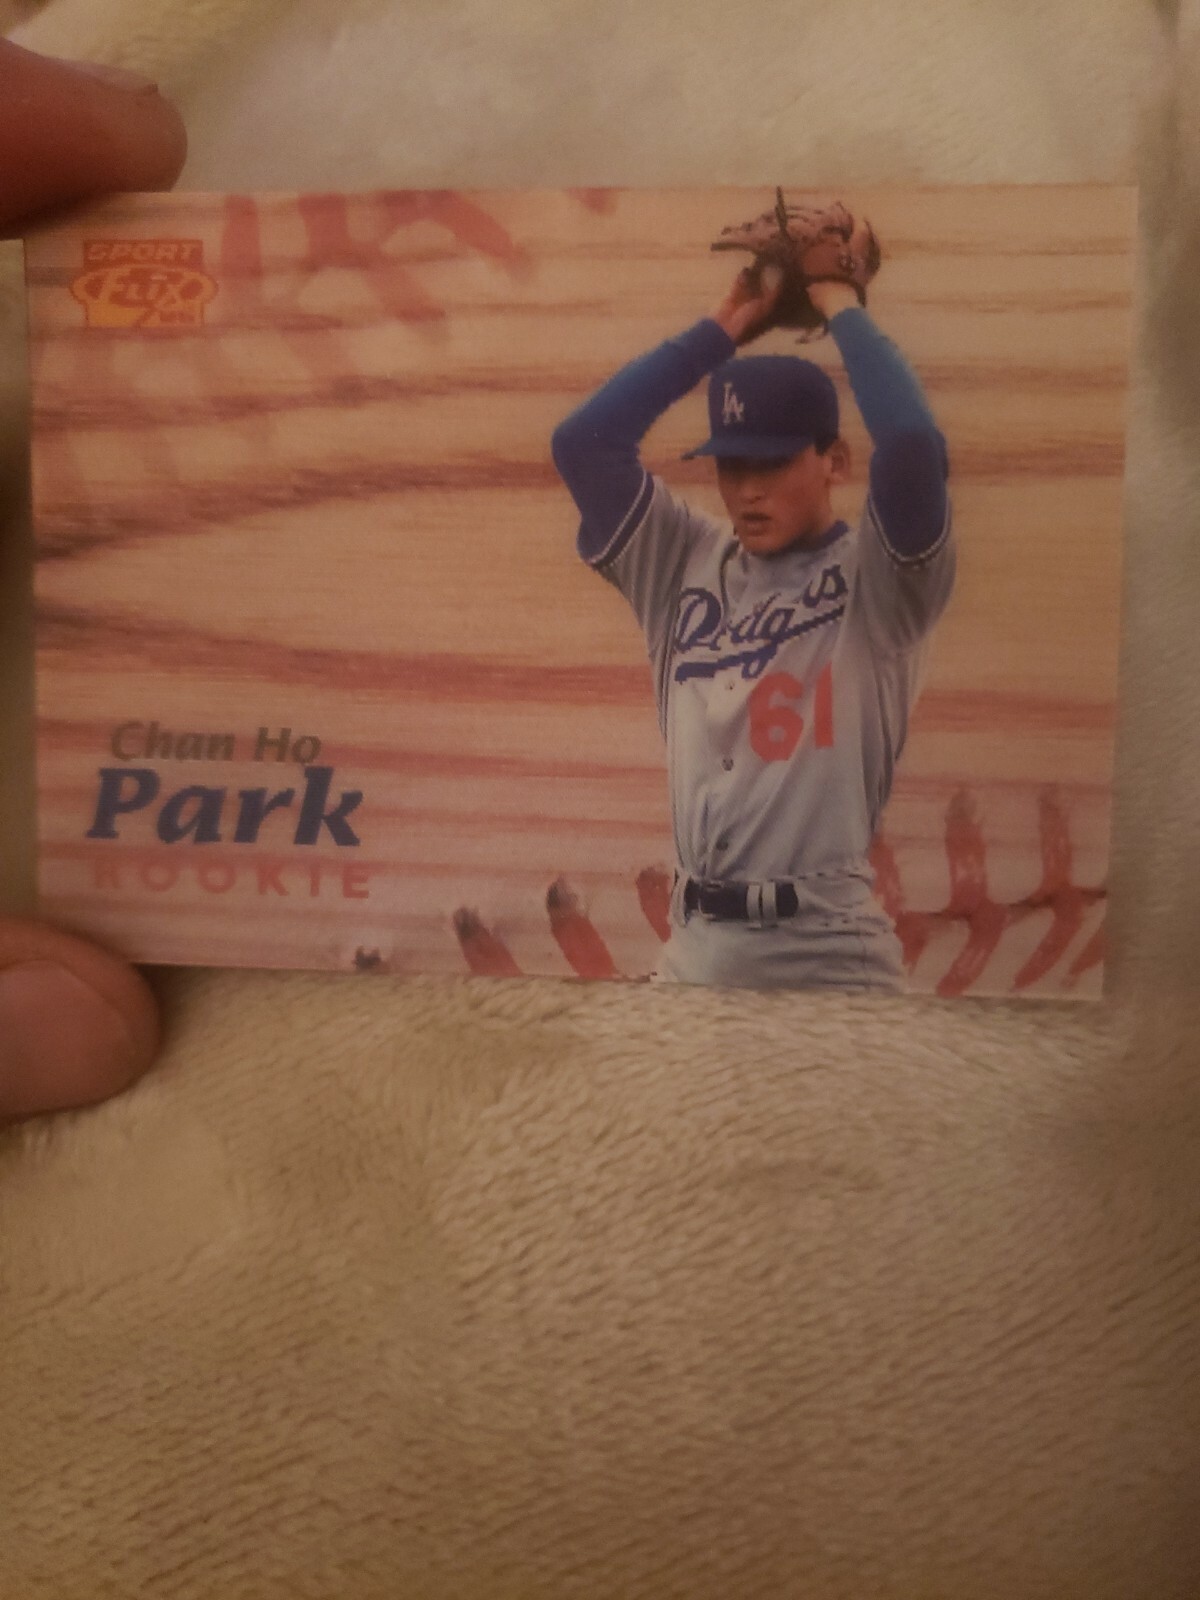 SPORT
FLIX
LA
Dodgers
61
Chan Ho
Park
ROOKIE